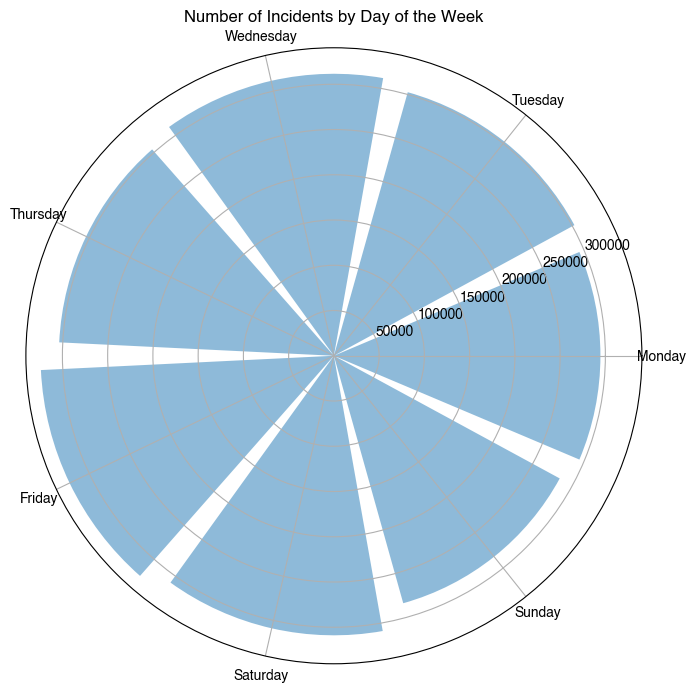 Number of Incidents by Day of the Week
Wednesday
Tuesday
Thursday
300000
250000
200000
150000
100000
50000
Monday
Friday
Sunday
Saturday